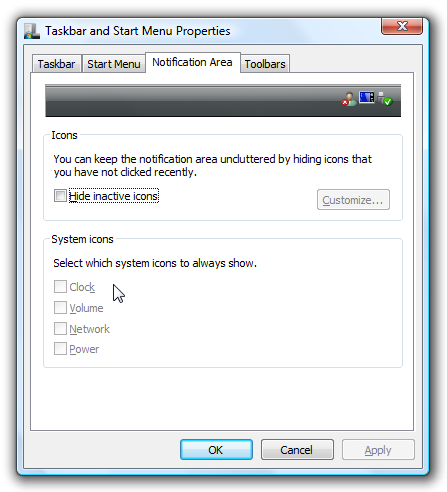 Taskbar and Start Menu Properties
Taskbar Start Menu Notification Area Toolbars
Icons
You can keep the notification area uncluttered by hiding icons that
you have not clicked recently.
Hide inactive icons
Customize...
System icons
Select which system icons to always show.
Clock
Volume
Network
Power
OK Cancel Apply